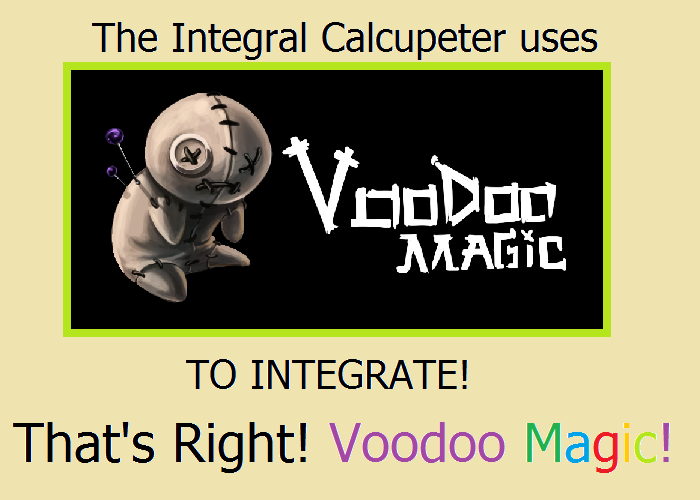 The Integral Calcupeter uses
VOODOO
MAGIC
TO INTEGRATE!
That's Right! Voodoo Magic!